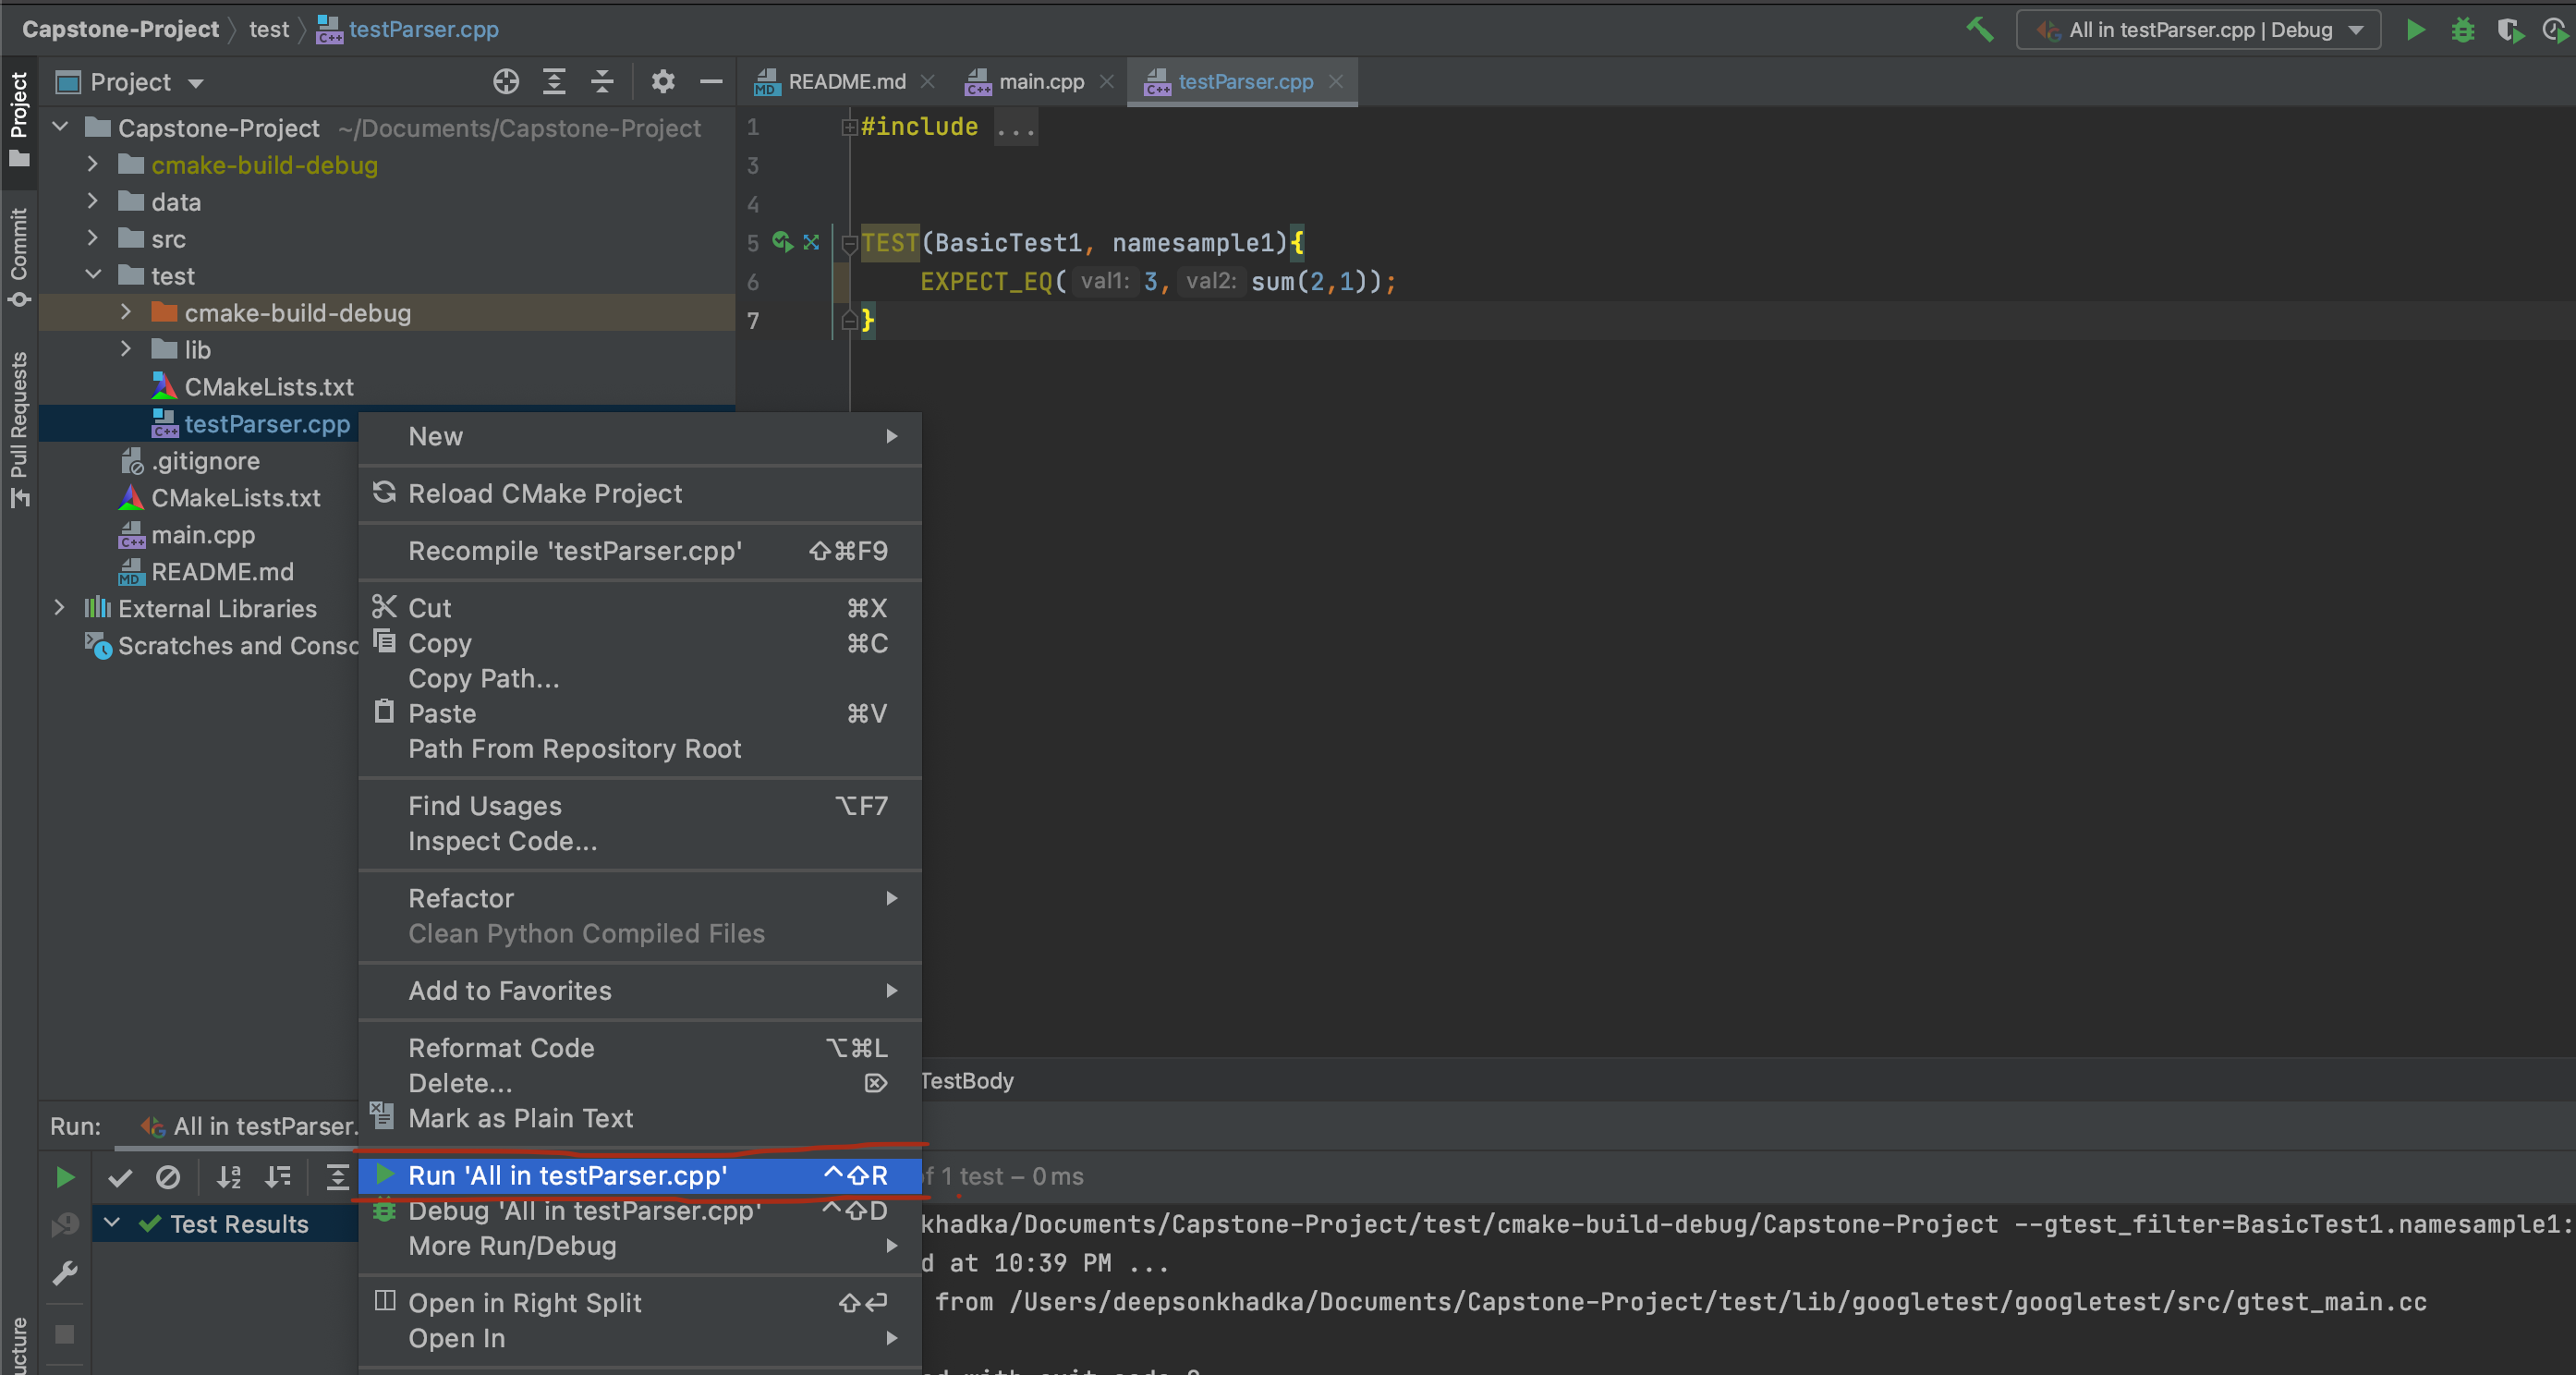 Capstone-Project test testParser.cpp
All in testParser.cpp | Debug
Project
Commit
Pull Requests
Project
Capstone-Project ~/Documents/Capstone-Project
cmake-build-debug
data
src
test
cmake-build-debug
lib
CMakeLists.txt
testParser.cpp
.gitignore
CMakeLists.txt
main.cpp
README.md
External Libraries
Scratches and Consc
README.md main.cpp testParser.cpp
1 #include ...
3
4
5 TEST(BasicTest1, namesample1){
6 EXPECT_EQ( val1: 3, val2: sum(2,1));
7 }
New
Reload CMake Project
Recompile 'testParser.cpp' ⇧⌘F9
Cut ⌘X
Copy ⌘C
Copy Path...
Paste ⌘V
Path From Repository Root
Find Usages ⌥F7
Inspect Code...
Refactor
Clean Python Compiled Files
Add to Favorites
Reformat Code ⌥⌘L
Delete... ⌦
Mark as Plain Text
Run 'All in testParser.cpp' ^⇧R
Debug 'All in testParser.cpp' ^⇧D
More Run/Debug
Open in Right Split ⇧↩
Open In
TestBody
Run: All in testParser.
of 1 test – 0 ms
Test Results
khadka/Documents/Capstone-Project/test/cmake-build-debug/Capstone-Project --gtest_filter=BasicTest1.namesample1:
d at 10:39 PM ...
from /Users/deepsonkhadka/Documents/Capstone-Project/test/lib/googletest/googletest/src/gtest_main.cc
with exit code 0
ucture